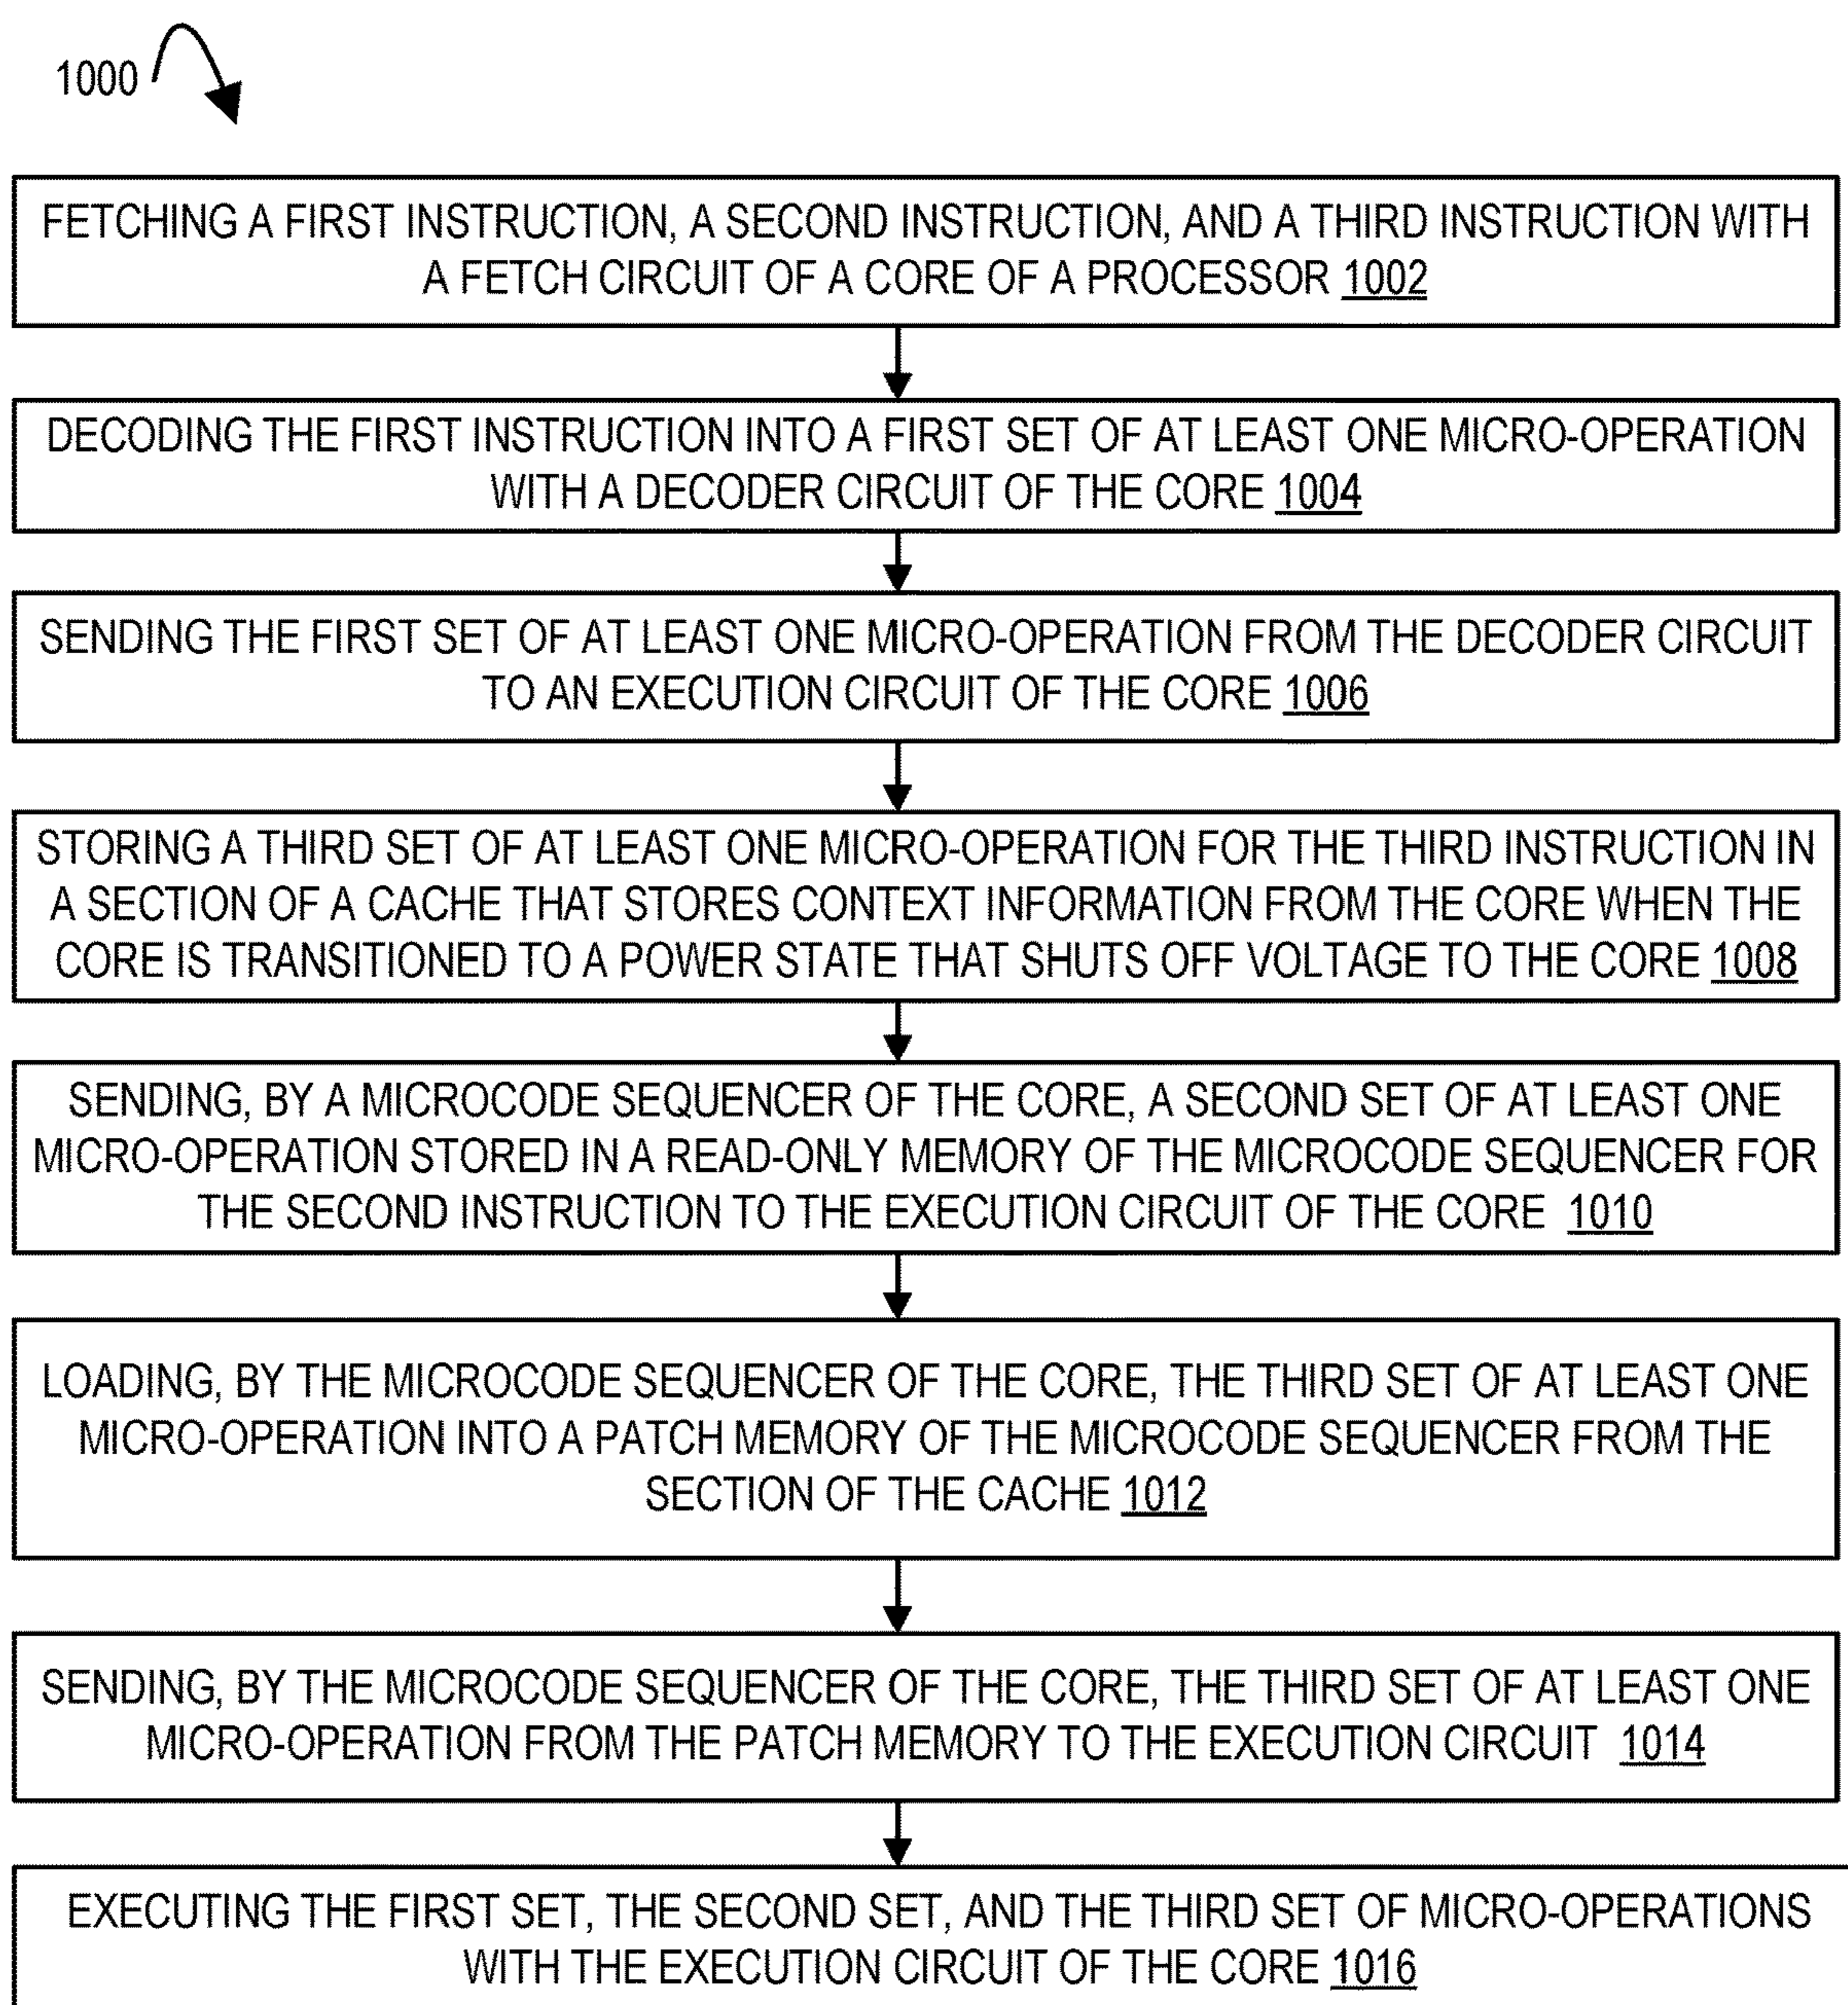 1000
FETCHING A FIRST INSTRUCTION, A SECOND INSTRUCTION, AND A THIRD INSTRUCTION WITH
A FETCH CIRCUIT OF A CORE OF A PROCESSOR 1002
DECODING THE FIRST INSTRUCTION INTO A FIRST SET OF AT LEAST ONE MICRO-OPERATION
WITH A DECODER CIRCUIT OF THE CORE 1004
SENDING THE FIRST SET OF AT LEAST ONE MICRO-OPERATION FROM THE DECODER CIRCUIT
TO AN EXECUTION CIRCUIT OF THE CORE 1006
STORING A THIRD SET OF AT LEAST ONE MICRO-OPERATION FOR THE THIRD INSTRUCTION IN
A SECTION OF A CACHE THAT STORES CONTEXT INFORMATION FROM THE CORE WHEN THE
CORE IS TRANSITIONED TO A POWER STATE THAT SHUTS OFF VOLTAGE TO THE CORE 1008
SENDING, BY A MICROCODE SEQUENCER OF THE CORE, A SECOND SET OF AT LEAST ONE
MICRO-OPERATION STORED IN A READ-ONLY MEMORY OF THE MICROCODE SEQUENCER FOR
THE SECOND INSTRUCTION TO THE EXECUTION CIRCUIT OF THE CORE 1010
LOADING, BY THE MICROCODE SEQUENCER OF THE CORE, THE THIRD SET OF AT LEAST ONE
MICRO-OPERATION INTO A PATCH MEMORY OF THE MICROCODE SEQUENCER FROM THE
SECTION OF THE CACHE 1012
SENDING, BY THE MICROCODE SEQUENCER OF THE CORE, THE THIRD SET OF AT LEAST ONE
MICRO-OPERATION FROM THE PATCH MEMORY TO THE EXECUTION CIRCUIT 1014
EXECUTING THE FIRST SET, THE SECOND SET, AND THE THIRD SET OF MICRO-OPERATIONS
WITH THE EXECUTION CIRCUIT OF THE CORE 1016